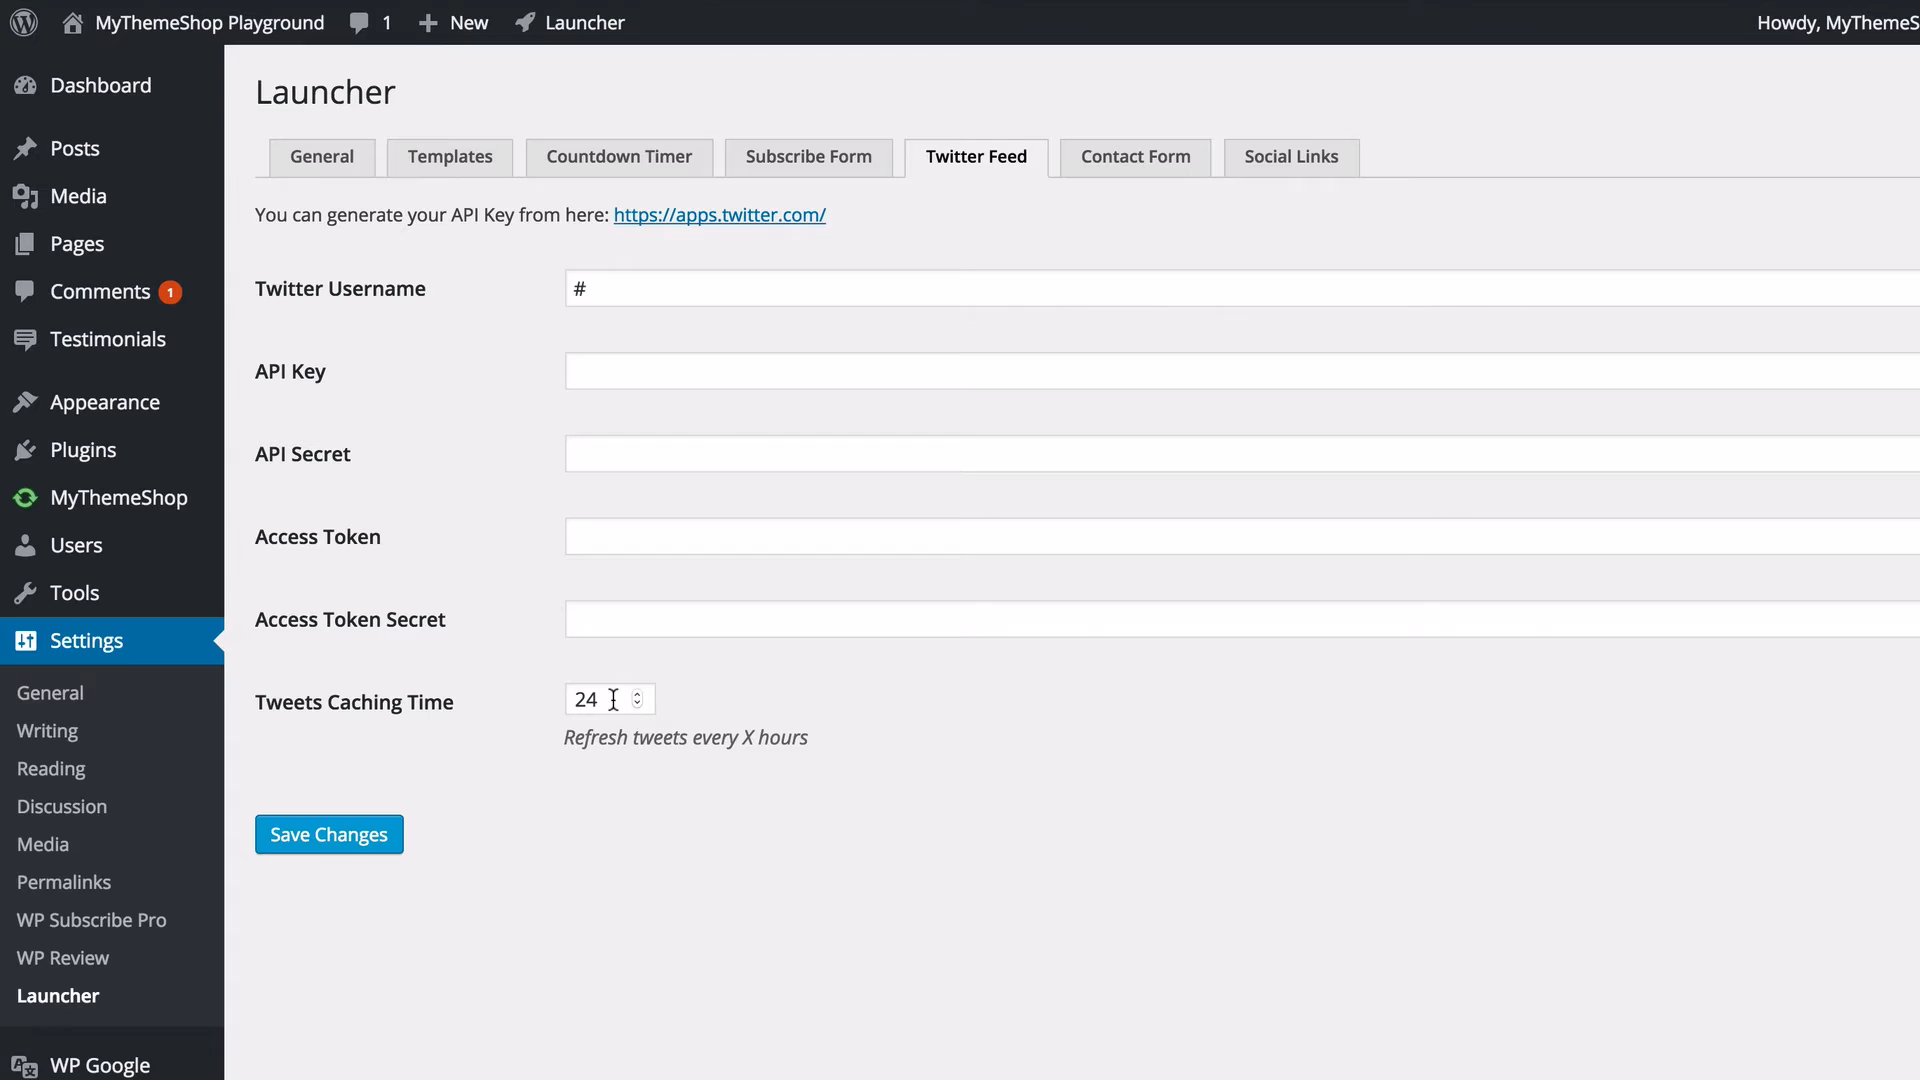 MyThemeShop Playground 1 New Launcher Howdy, MyThemeS
Dashboard
Posts
Media
Pages
Comments 1
Testimonials
Appearance
Plugins
MyThemeShop
Users
Tools
Settings
General
Writing
Reading
Discussion
Media
Permalinks
WP Subscribe Pro
WP Review
Launcher
WP Google
Launcher
General Templates Countdown Timer Subscribe Form Twitter Feed Contact Form Social Links
You can generate your API Key from here: https://apps.twitter.com/
Twitter Username #
API Key
API Secret
Access Token
Access Token Secret
Tweets Caching Time 24
Refresh tweets every X hours
Save Changes